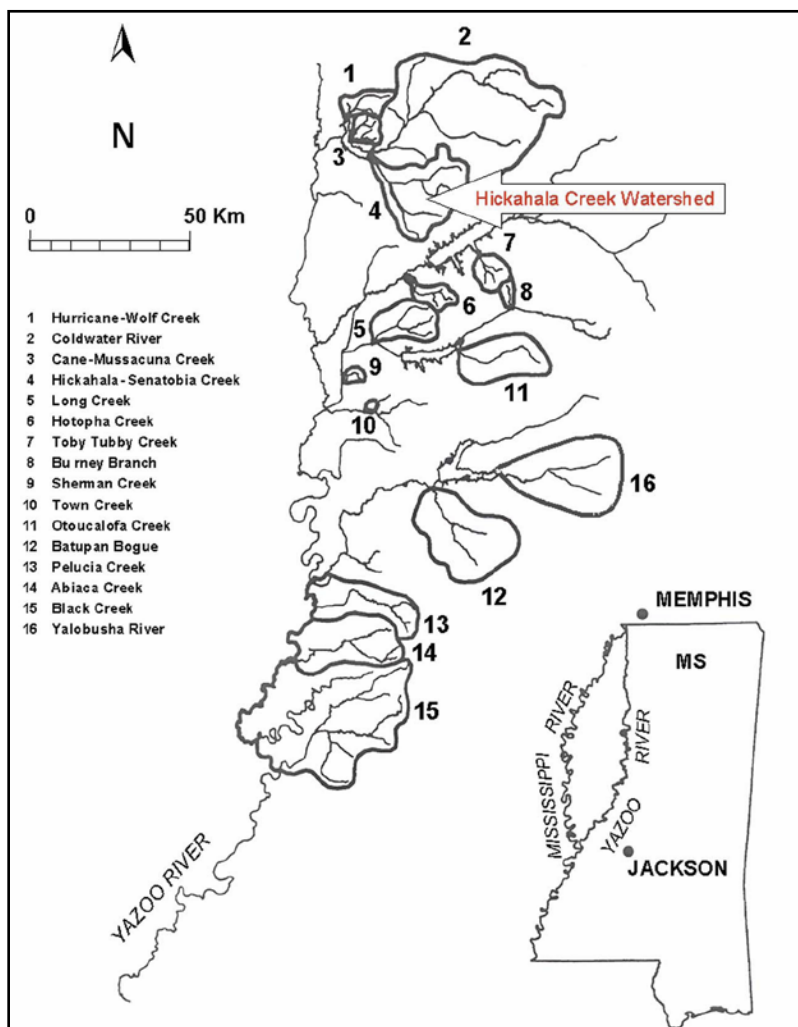 1
2
N
3
Hickahala Creek Watershed
0 50 Km
4
7
8
6
5
9
11
10
1 Hurricane-Wolf Creek
2 Coldwater River
3 Cane-Mussacuna Creek
4 Hickahala-Senatobia Creek
5 Long Creek
6 Hotopha Creek
7 Toby Tubby Creek
8 Burney Branch
9 Sherman Creek
10 Town Creek
11 Otoucalofa Creek
12 Batupan Bogue
13 Pelucia Creek
14 Abiaca Creek
15 Black Creek
16 Yalobusha River
16
12
13
14
15
MEMPHIS
MS
MISSISSIPPI RIVER
YAZOO RIVER
JACKSON
YAZOO RIVER